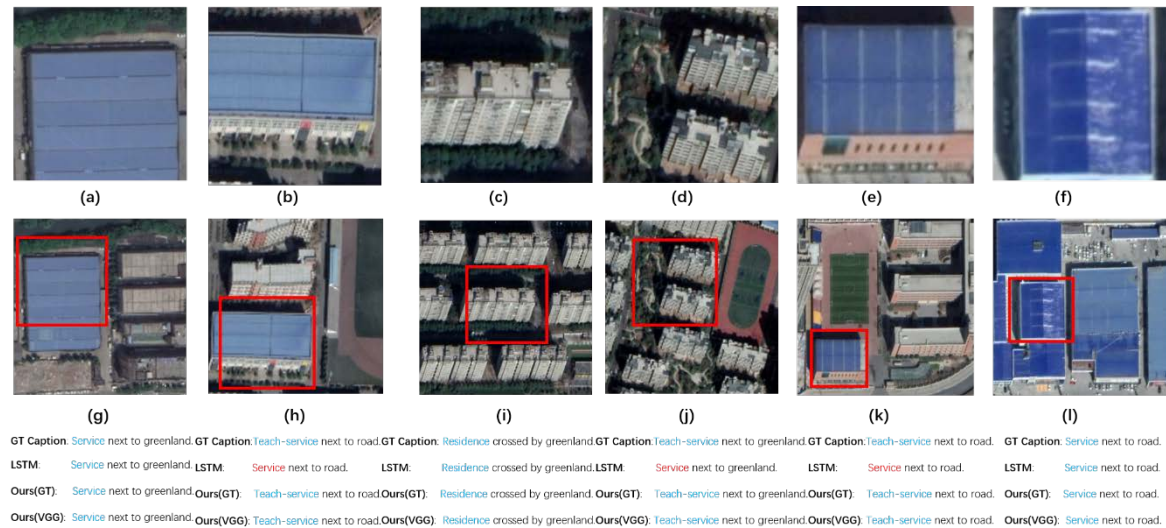 (a) (b) (c) (d) (e) (f)
(g) (h) (i) (j) (k) (l)
GT Caption: Service next to greenland. GT Caption:Teach-service next to road. GT Caption: Residence crossed by greenland. GT Caption:Teach-service next to greenland. GT Caption:Teach-service next to road. GT Caption: Service next to road.
LSTM: Service next to greenland. LSTM: Service next to road. LSTM: Residence crossed by greenland. LSTM: Service next to greenland. LSTM: Service next to road. LSTM: Service next to road.
Ours(GT): Service next to greenland. Ours(GT): Teach-service next to road. Ours(GT): Residence crossed by greenland. Ours(GT): Teach-service next to greenland. Ours(GT): Teach-service next to road. Ours(GT): Service next to road.
Ours(VGG): Service next to greenland. Ours(VGG): Teach-service next to road. Ours(VGG): Residence crossed by greenland. Ours(VGG): Teach-service next to greenland. Ours(VGG): Teach-service next to road. Ours(VGG): Service next to road.